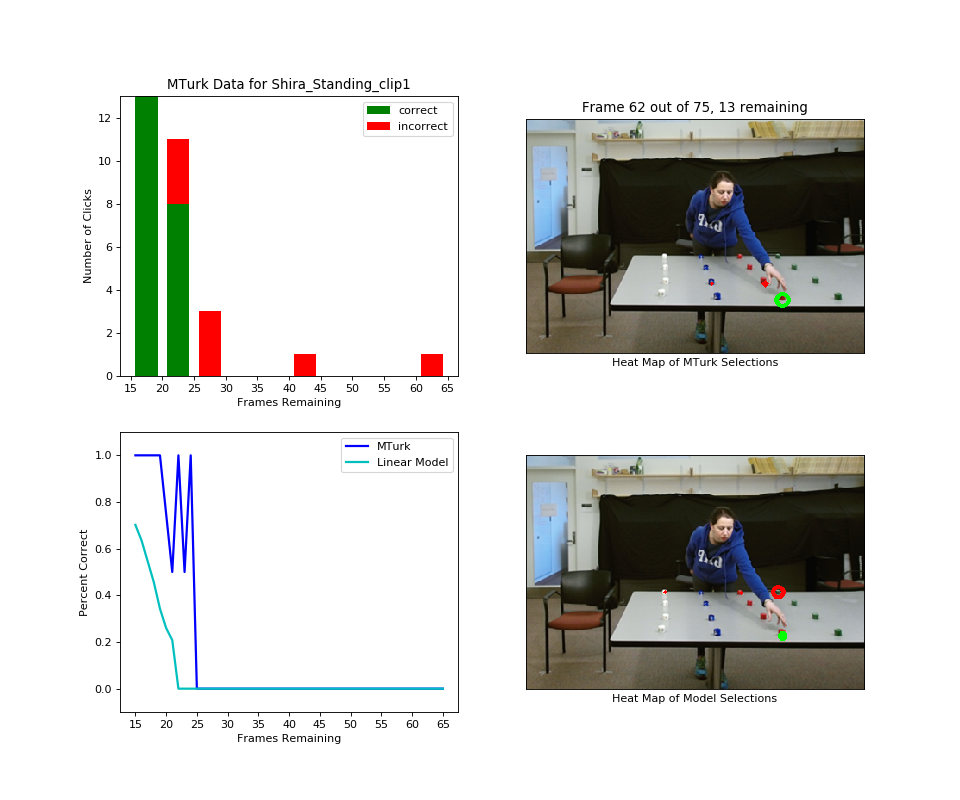 MTurk Data for Shira_Standing_clip1
correct
incorrect
12
10
8
6
4
2
0
Number of Clicks
15 20 25 30 35 40 45 50 55 60 65
Frames Remaining
Frame 62 out of 75, 13 remaining
Heat Map of MTurk Selections
MTurk
Linear Model
1.0
0.8
0.6
0.4
0.2
0.0
Percent Correct
15 20 25 30 35 40 45 50 55 60 65
Frames Remaining
Heat Map of Model Selections